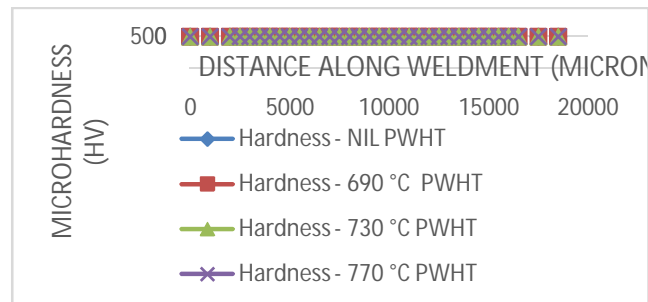 MICROHARDNESS
(HV)
500
DISTANCE ALONG WELDMENT (MICRON
0 5000 10000 15000 20000
Hardness - NIL PWHT
Hardness - 690 °C PWHT
Hardness - 730 °C PWHT
Hardness - 770 °C PWHT